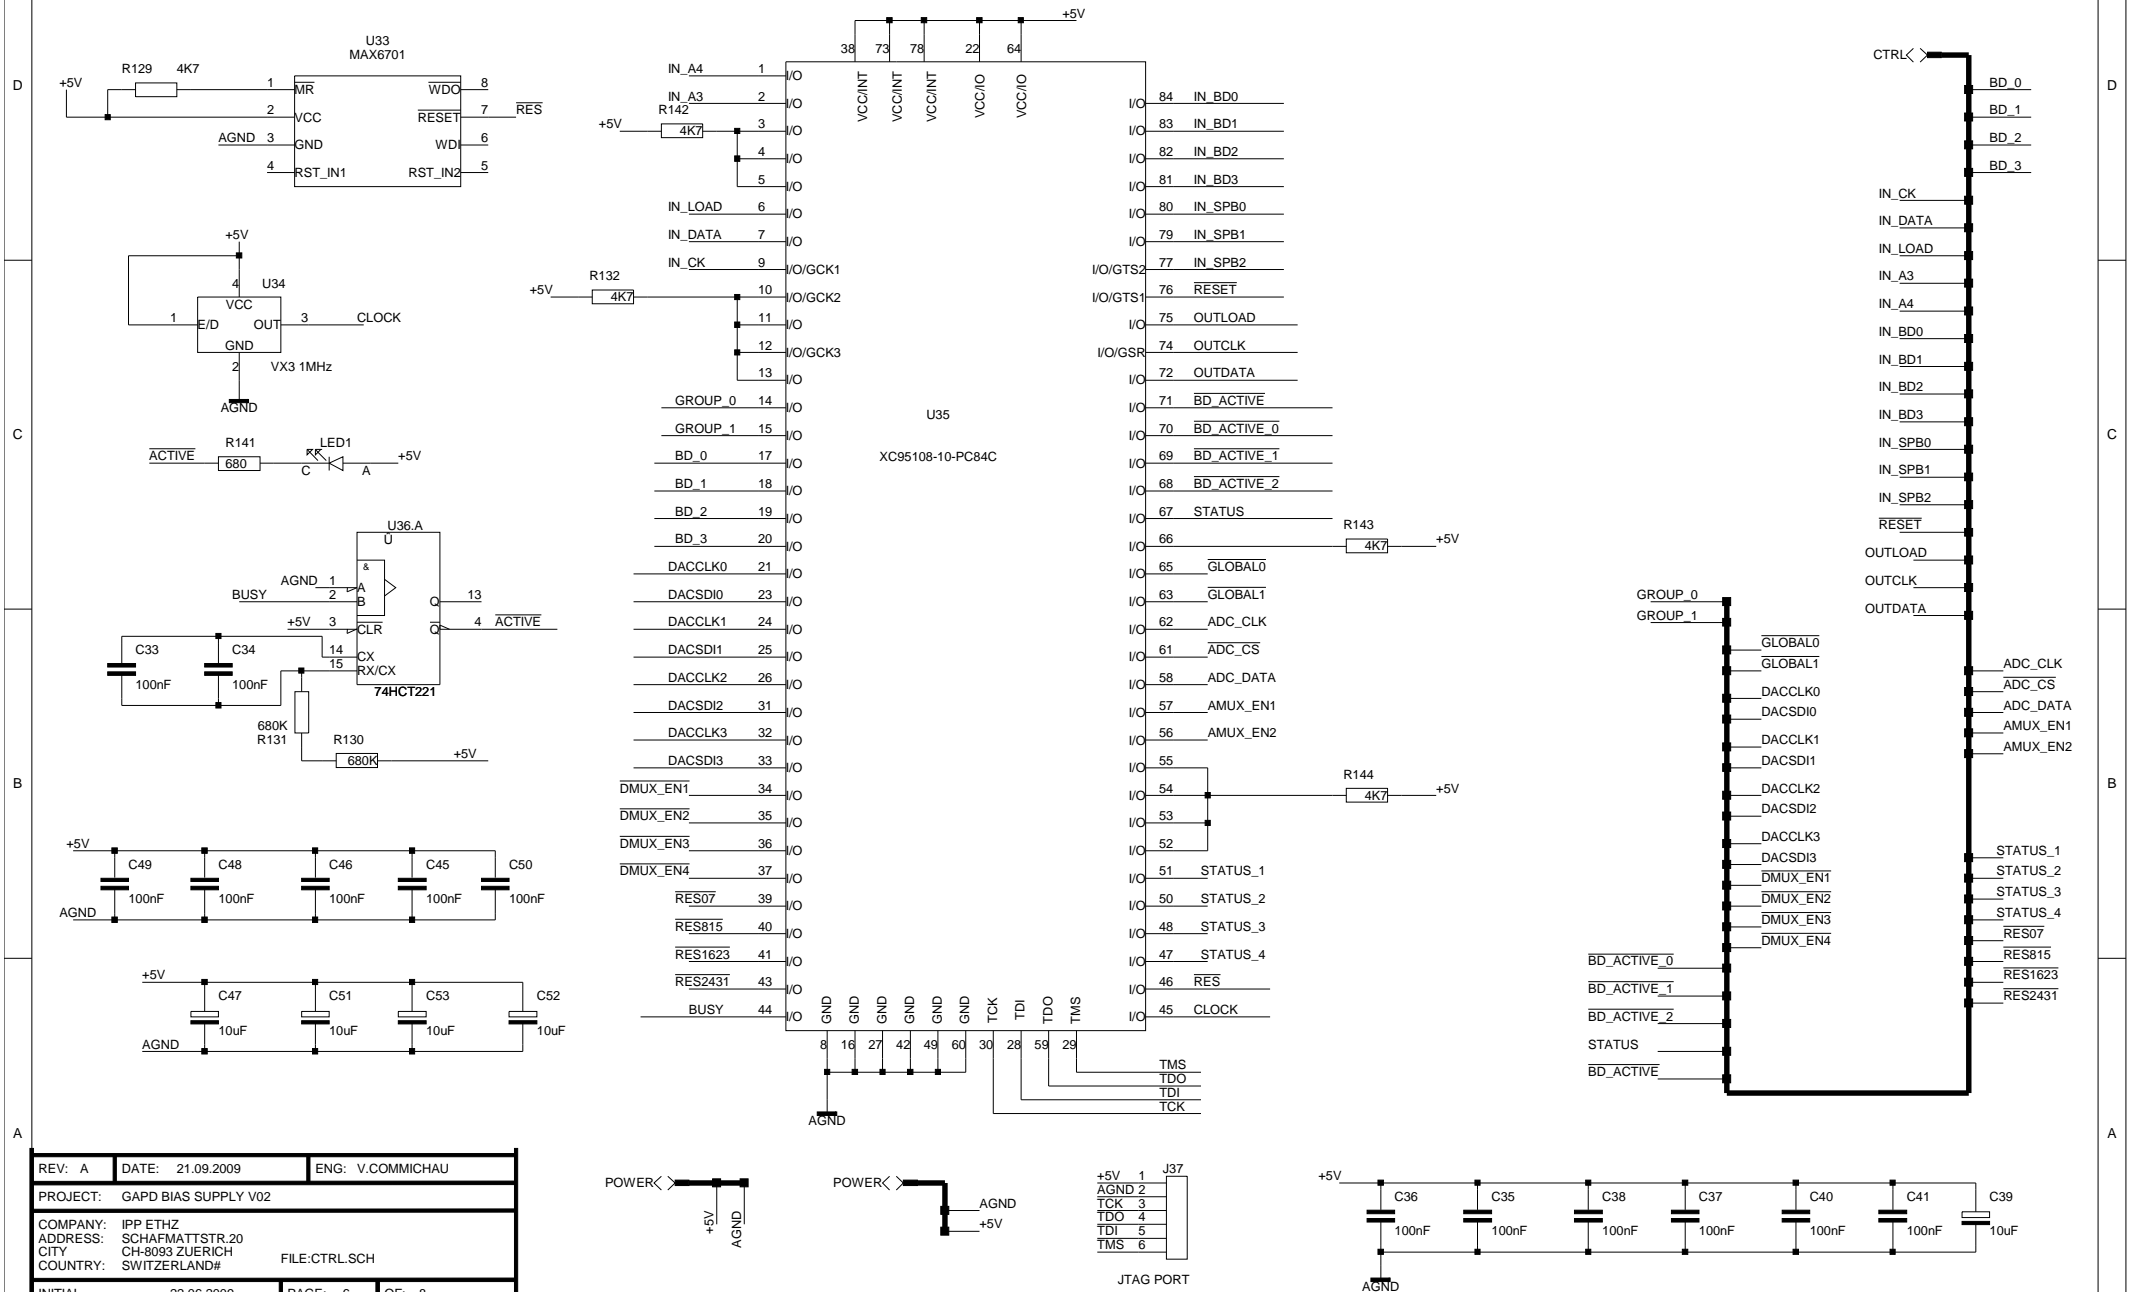 D
U33
MAX6701
+5V
R129 4K7
1 MR
2 VCC
AGND 3 GND
4 RST_IN1
WDO 8
RESET 7 RES
WDI 6
RST_IN2 5
+5V
4
U34
VCC
1 E/D
OUT 3 CLOCK
GND
2 VX3 1MHz
AGND
C
ACTIVE
R141
680
LED1
C A
+5V
U36.A
Û
&
AGND 1 A
BUSY 2 B
+5V 3 CLR
14 CX
15 RX/CX
Q 13
Q 4 ACTIVE
74HCT221
C33
100nF
C34
100nF
680K
R131
R130
680K
+5V
B
+5V
C49
100nF
C48
100nF
C46
100nF
C45
100nF
C50
100nF
AGND
+5V
C47
10uF
C51
10uF
C53
10uF
C52
10uF
AGND
A
+5V
38 73 78 22 64
VCC/INT VCC/INT VCC/INT VCC/IO VCC/IO
IN_A4 1 I/O
IN_A3 2 I/O
+5V R142 4K7 3 I/O
4 I/O
5 I/O
IN_LOAD 6 I/O
IN_DATA 7 I/O
IN_CK 9 I/O/GCK1
+5V R132 4K7 10 I/O/GCK2
11 I/O
12 I/O/GCK3
13 I/O
GROUP_0 14 I/O
GROUP_1 15 I/O
BD_0 17 I/O
BD_1 18 I/O
BD_2 19 I/O
BD_3 20 I/O
DACCLK0 21 I/O
DACSDI0 23 I/O
DACCLK1 24 I/O
DACSDI1 25 I/O
DACCLK2 26 I/O
DACSDI2 31 I/O
DACCLK3 32 I/O
DACSDI3 33 I/O
DMUX_EN1 34 I/O
DMUX_EN2 35 I/O
DMUX_EN3 36 I/O
DMUX_EN4 37 I/O
RES07 39 I/O
RES815 40 I/O
RES1623 41 I/O
RES2431 43 I/O
BUSY 44 I/O
U35
XC95108-10-PC84C
I/O 84 IN_BD0
I/O 83 IN_BD1
I/O 82 IN_BD2
I/O 81 IN_BD3
I/O 80 IN_SPB0
I/O 79 IN_SPB1
I/O/GTS2 77 IN_SPB2
I/O/GTS1 76 RESET
I/O 75 OUTLOAD
I/O/GSR 74 OUTCLK
I/O 72 OUTDATA
I/O 71 BD_ACTIVE
I/O 70 BD_ACTIVE_0
I/O 69 BD_ACTIVE_1
I/O 68 BD_ACTIVE_2
I/O 67 STATUS
I/O 66 R143 4K7 +5V
I/O 65 GLOBAL0
I/O 63 GLOBAL1
I/O 62 ADC_CLK
I/O 61 ADC_CS
I/O 58 ADC_DATA
I/O 57 AMUX_EN1
I/O 56 AMUX_EN2
I/O 55
I/O 54 R144 4K7 +5V
I/O 53
I/O 52
I/O 51 STATUS_1
I/O 50 STATUS_2
I/O 48 STATUS_3
I/O 47 STATUS_4
I/O 46 RES
I/O 45 CLOCK
GND GND GND GND GND GND TCK TDI TDO TMS
8 16 27 42 49 60 30 28 59 29
TMS
TDO
TDI
TCK
AGND
CTRL
BD_0
BD_1
BD_2
BD_3
IN_CK
IN_DATA
IN_LOAD
IN_A3
IN_A4
IN_BD0
IN_BD1
IN_BD2
IN_BD3
IN_SPB0
IN_SPB1
IN_SPB2
RESET
OUTLOAD
OUTCLK
OUTDATA
GROUP_0
GROUP_1
GLOBAL0
GLOBAL1
DACCLK0
DACSDI0
DACCLK1
DACSDI1
DACCLK2
DACSDI2
DACCLK3
DACSDI3
DMUX_EN1
DMUX_EN2
DMUX_EN3
DMUX_EN4
BD_ACTIVE_0
BD_ACTIVE_1
BD_ACTIVE_2
STATUS
BD_ACTIVE
ADC_CLK
ADC_CS
ADC_DATA
AMUX_EN1
AMUX_EN2
STATUS_1
STATUS_2
STATUS_3
STATUS_4
RES07
RES815
RES1623
RES2431
D
C
B
A
REV: A DATE: 21.09.2009 ENG: V.COMMICHAU
PROJECT: GAPD BIAS SUPPLY V02
COMPANY: IPP ETHZ
ADDRESS: SCHAFMATTSTR.20
CITY CH-8093 ZUERICH
COUNTRY: SWITZERLAND#
FILE:CTRL.SCH
INITIAL 22.06.2009 PAGE: 6 OF: 8
POWER
+5V
AGND
POWER
AGND
+5V
J37
+5V 1
AGND 2
TCK 3
TDO 4
TDI 5
TMS 6
JTAG PORT
+5V
C36
100nF
C35
100nF
C38
100nF
C37
100nF
C40
100nF
C41
100nF
C39
10uF
AGND